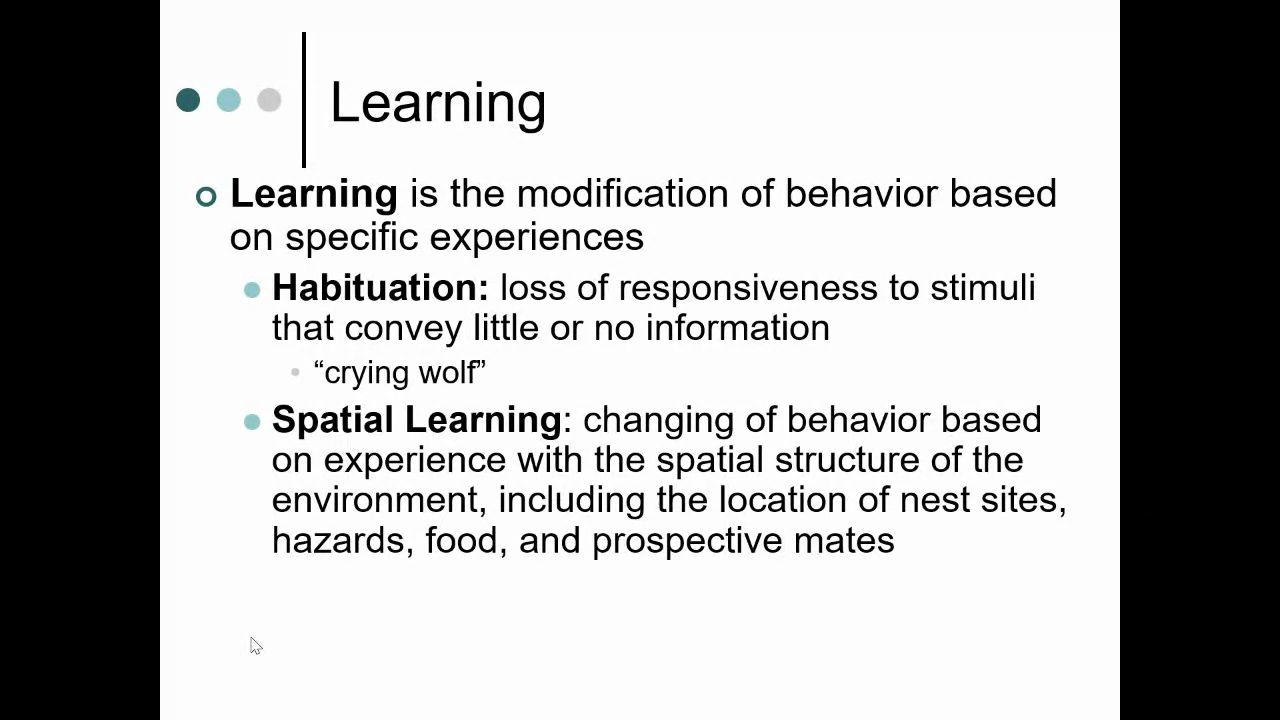 Learning
Learning is the modification of behavior based
on specific experiences
Habituation: loss of responsiveness to stimuli
that convey little or no information
“crying wolf”
Spatial Learning: changing of behavior based
on experience with the spatial structure of the
environment, including the location of nest sites,
hazards, food, and prospective mates